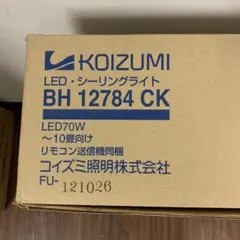 KOIZUMI
LED・シーリングライト
BH 12784 CK
LED70W
～10畳向け
リモコン送信機同梱
コイズミ照明株式会社
FU-121026